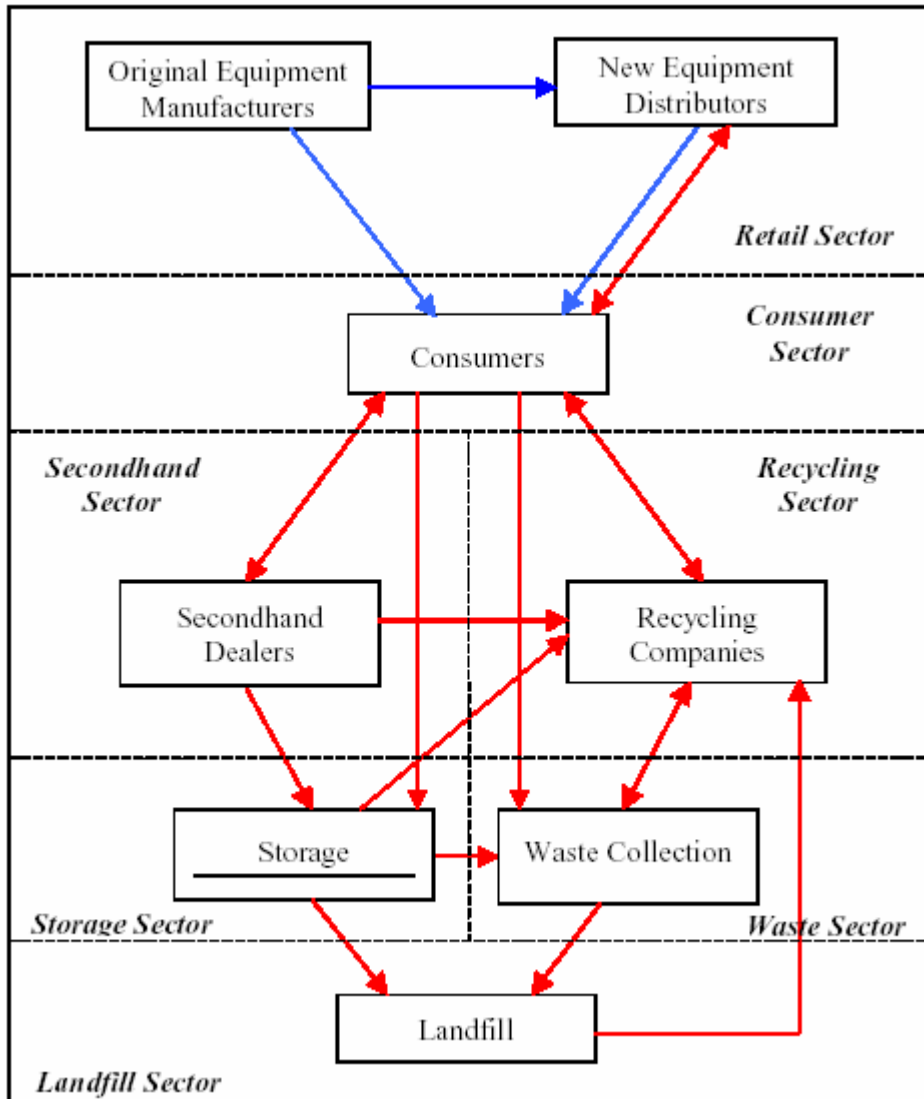 Original Equipment
Manufacturers
New Equipment
Distributors
Retail Sector
Consumer
Sector
Consumers
Secondhand
Sector
Recycling
Sector
Secondhand
Dealers
Recycling
Companies
Storage
Waste Collection
Storage Sector
Waste Sector
Landfill
Landfill Sector